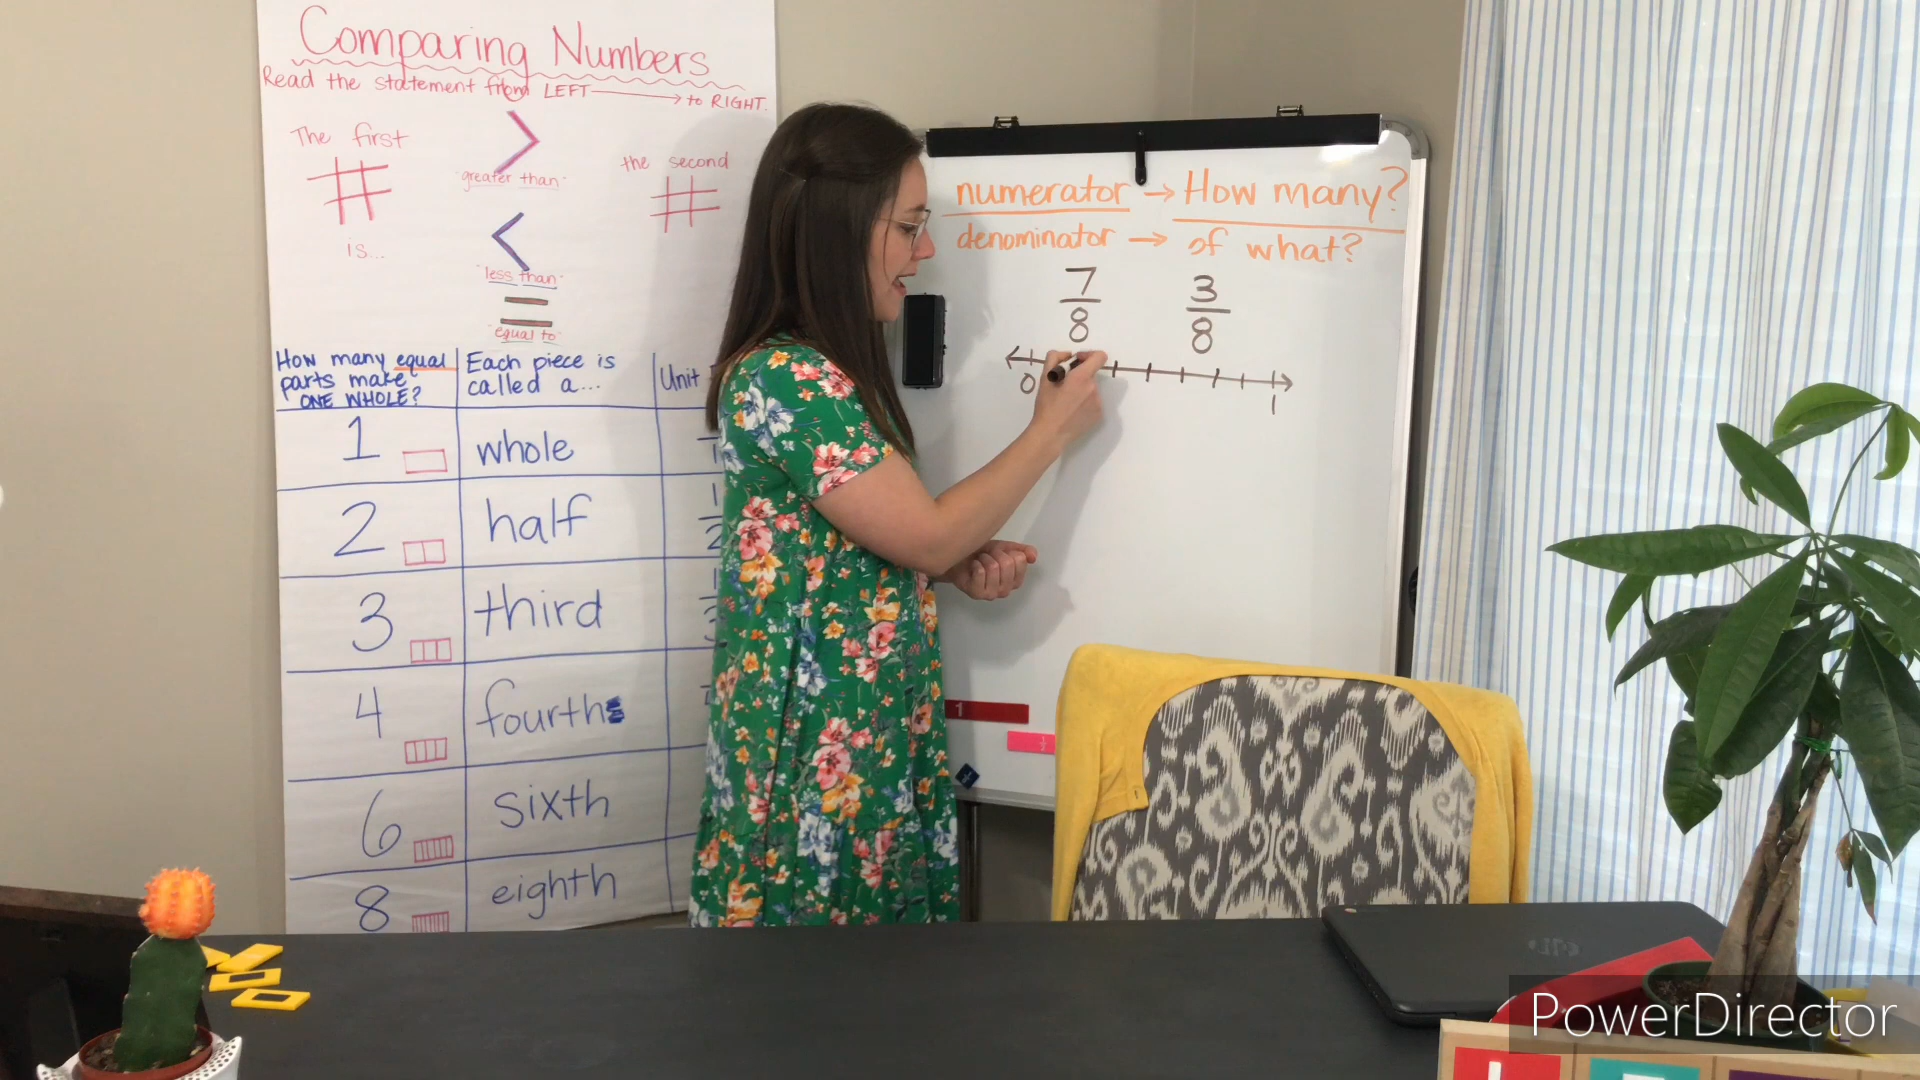 Comparing Numbers
Read the statement from LEFT → to RIGHT.
The first
#
is...
>
"greater than"
<
"less than"
=
"equal to"
the second
#
How many equal
parts make
ONE WHOLE?
Each piece is
called a...
Unit
1
whole
2
half
1
2
3
third
4
fourth
6
sixth
8
eighth
numerator → How many?
denominator → of what?
7
8
3
8
0
1
1
PowerDirector